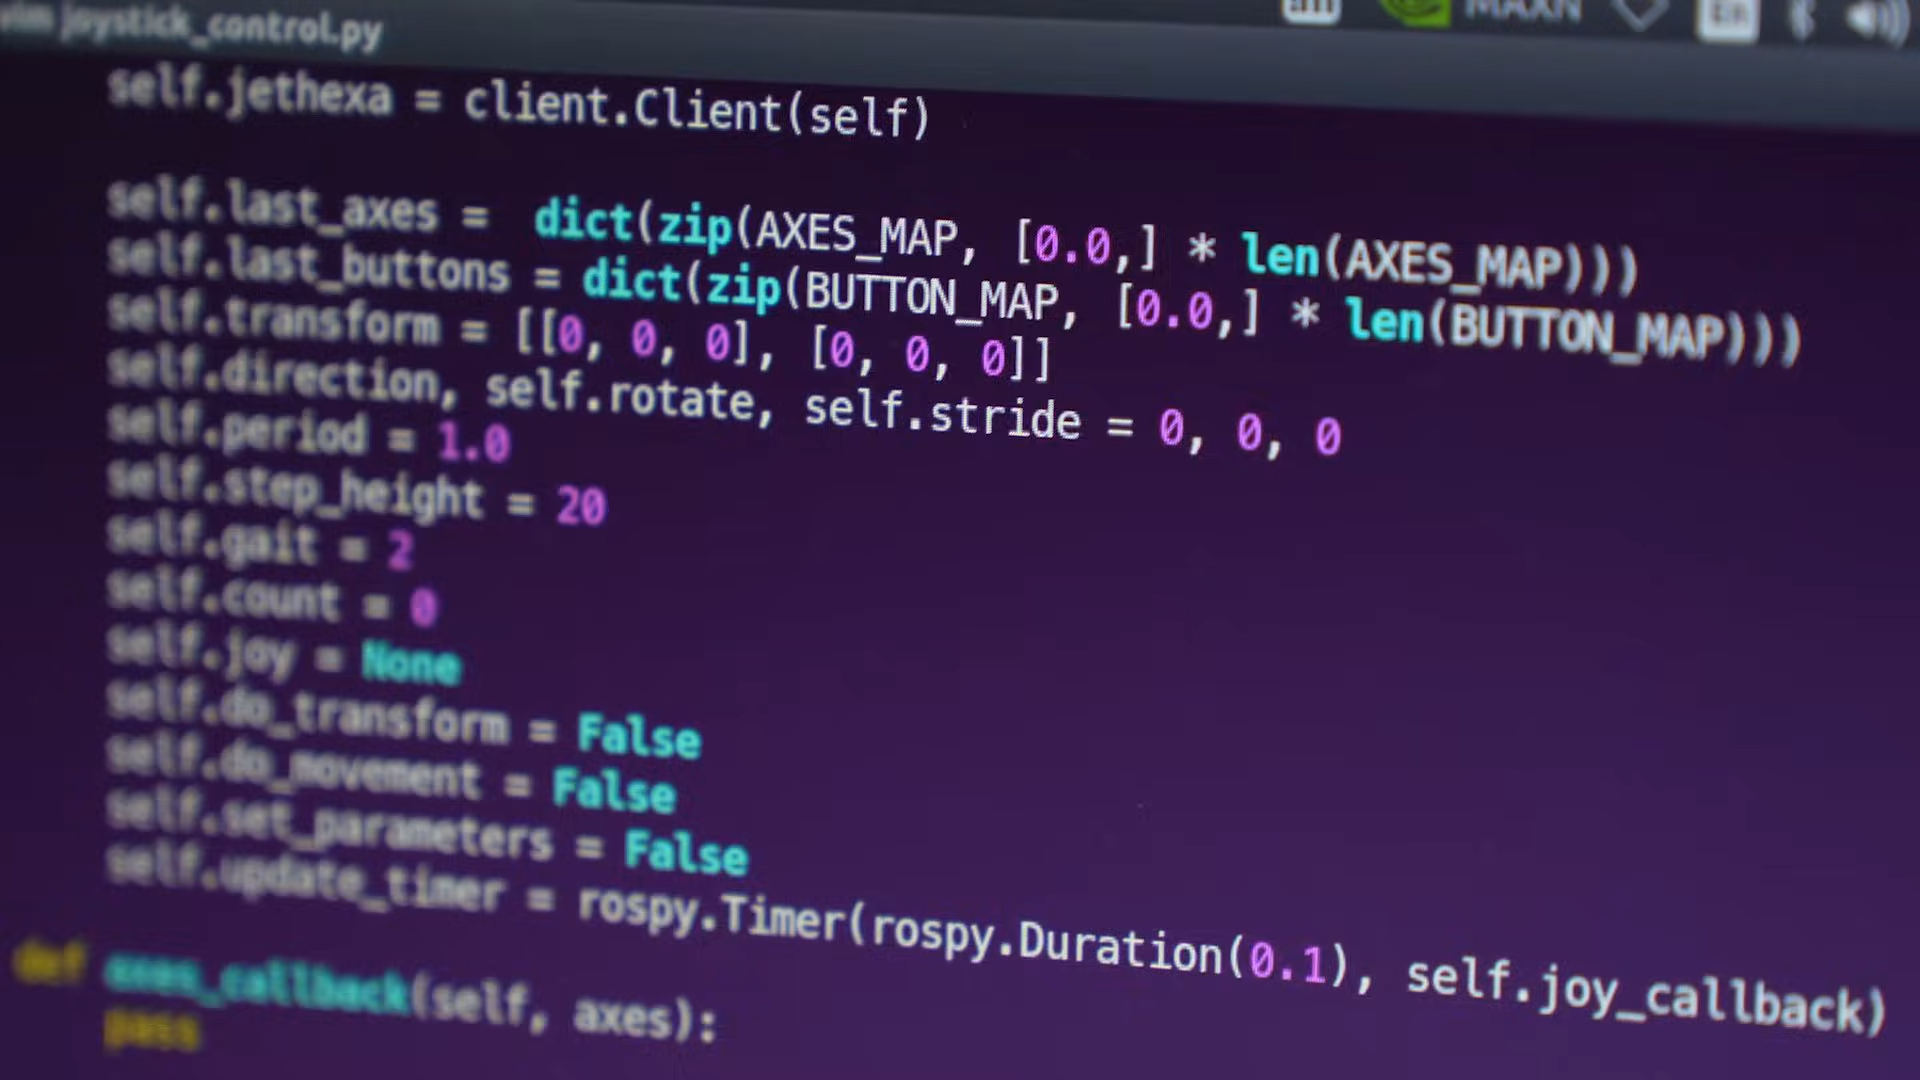 vim joystick_control.py
MAXN
self.jethexa = client.Client(self)
self.last_axes =  dict(zip(AXES_MAP, [0.0,] * len(AXES_MAP)))
self.last_buttons = dict(zip(BUTTON_MAP, [0.0,] * len(BUTTON_MAP)))
self.transform = [[0, 0, 0], [0, 0, 0]]
self.direction, self.rotate, self.stride = 0, 0, 0
self.period = 1.0
self.step_height = 20
self.gait = 2
self.count = 0
self.joy = None
self.do_transform = False
self.do_movement = False
self.set_parameters = False
self.update_timer = rospy.Timer(rospy.Duration(0.1), self.joy_callback)
def axes_callback(self, axes):
pass